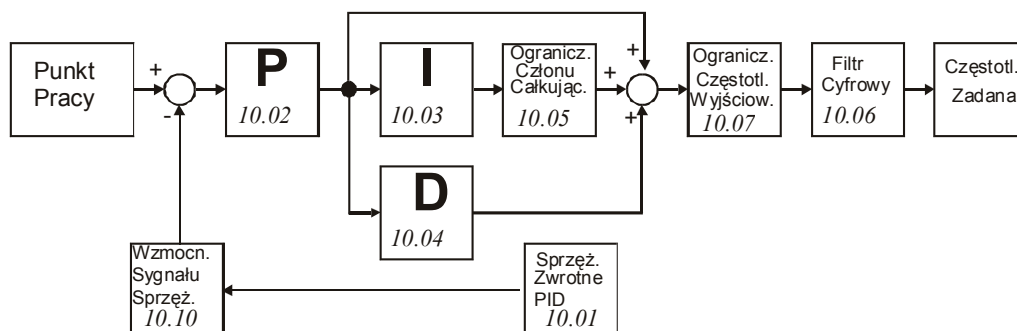 Punkt
Pracy
+
-
P
10.02
I
10.03
Ogranicz.
Członu
Całkując.
10.05
+
+
+
Ogranicz.
Częstotl.
Wyjściow.
10.07
Filtr
Cyfrowy
10.06
Częstotl.
Zadana
D
10.04
Wzmocn.
Sygnału
Sprzęż.
10.10
Sprzęż.
Zwrotne
PID
10.01